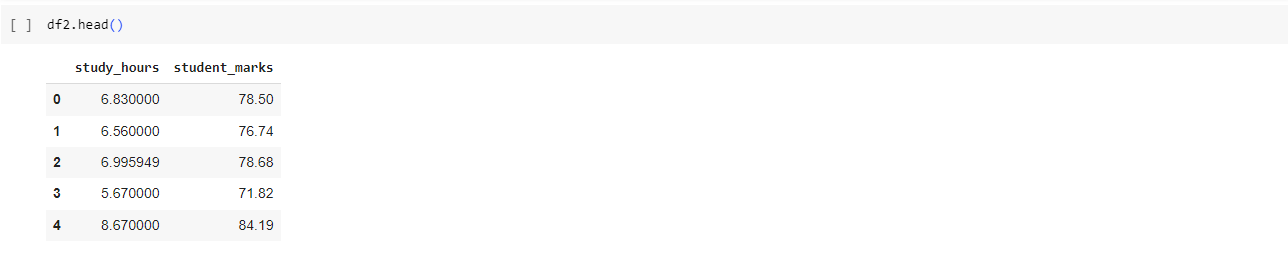 [ ] df2.head()
study_hours student_marks
0 6.830000 78.50
1 6.560000 76.74
2 6.995949 78.68
3 5.670000 71.82
4 8.670000 84.19